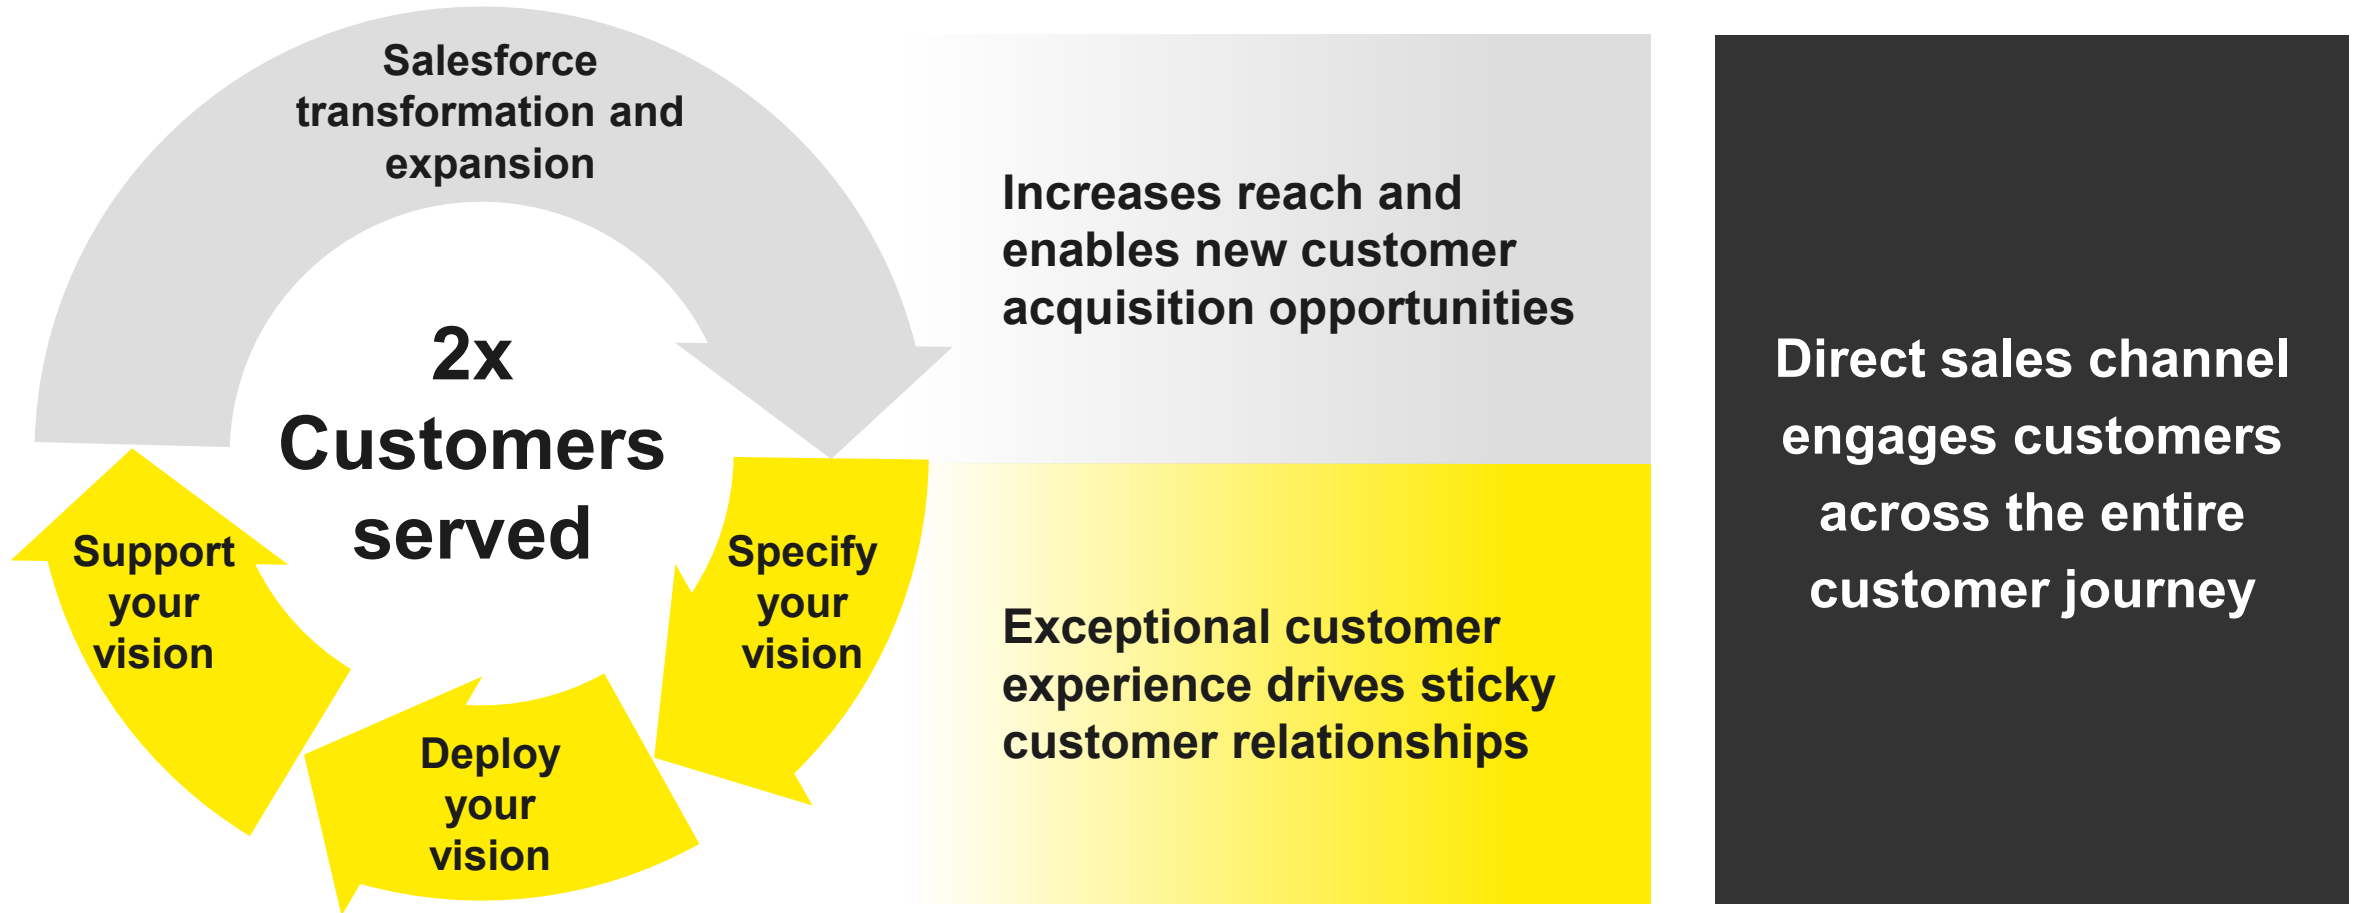 Salesforce
transformation and
expansion
2x
Customers
served
Specify
your
vision
Deploy
your
vision
Support
your
vision
Increases reach and
enables new customer
acquisition opportunities
Exceptional customer
experience drives sticky
customer relationships
Direct sales channel
engages customers
across the entire
customer journey